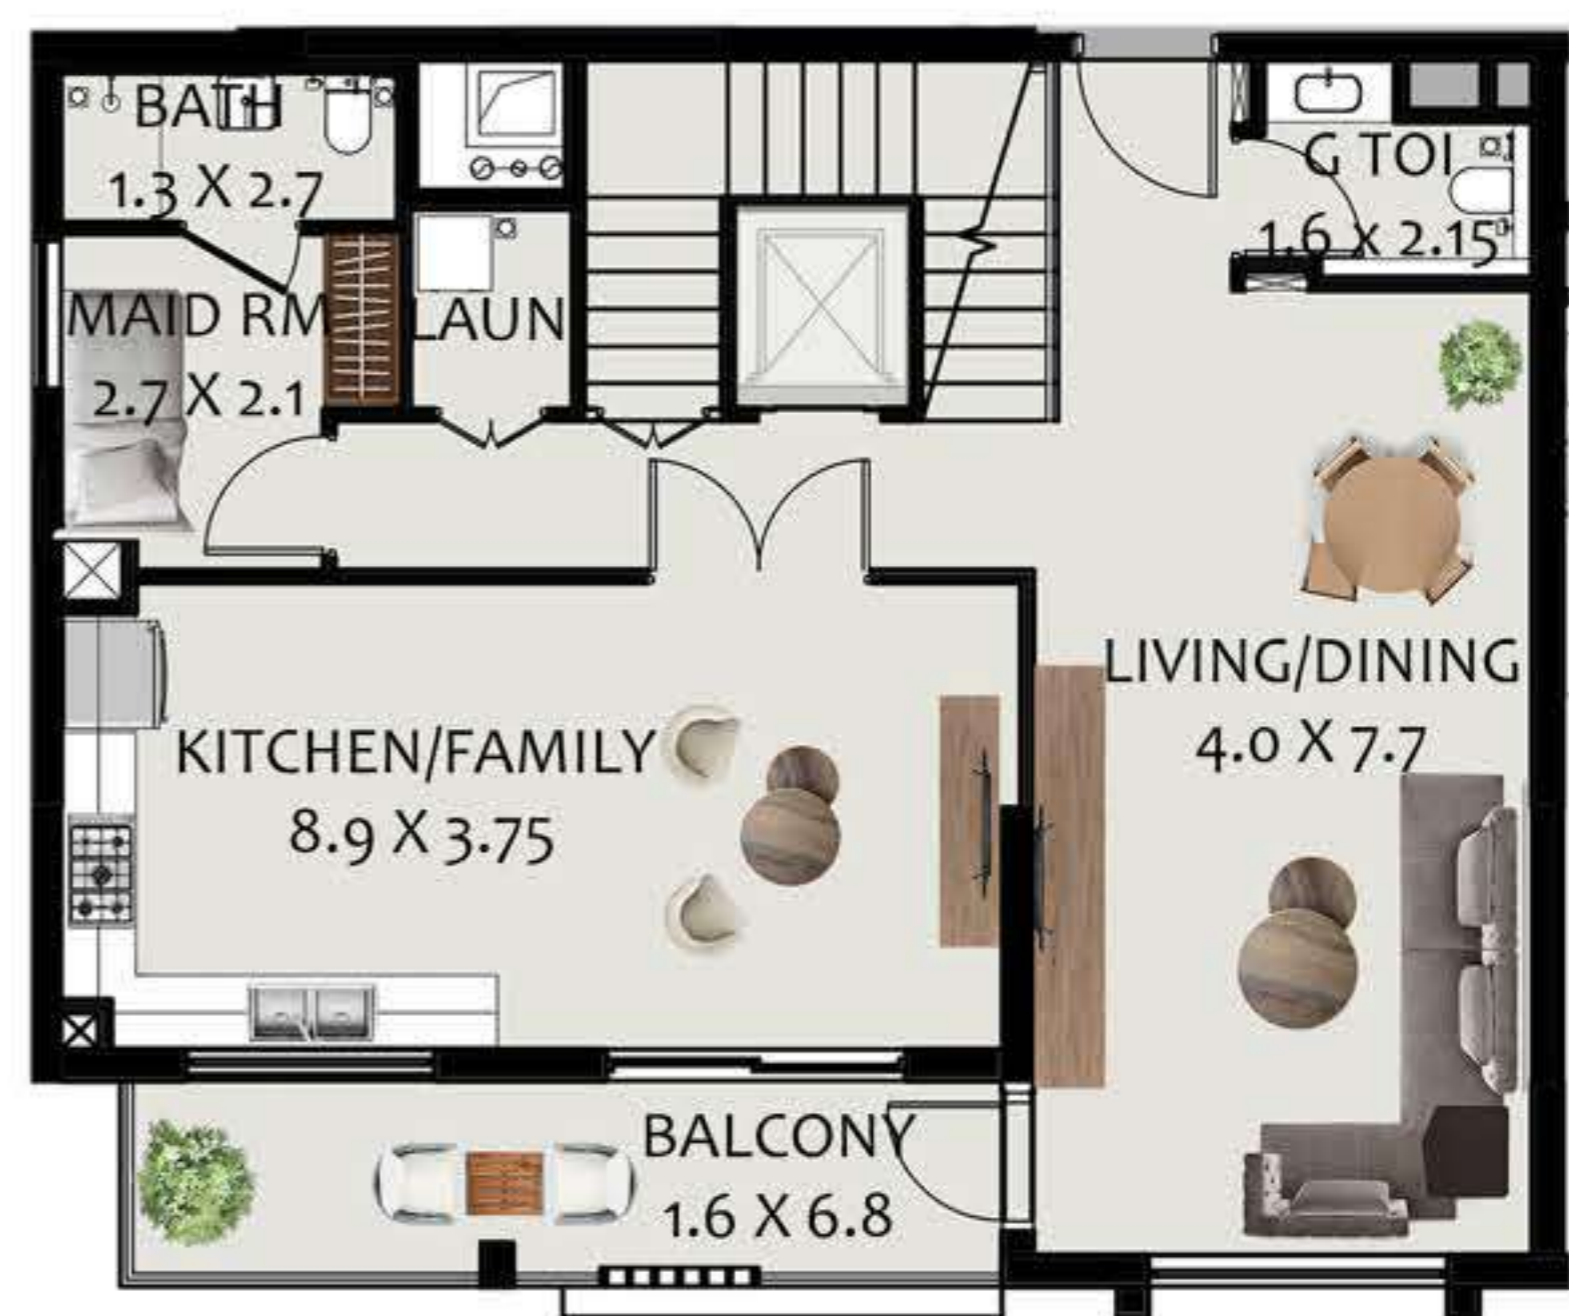 BATH
1.3 X 2.7
G TOI
1.6 x 2.15
MAID RM
2.7 X 2.1
LAUN
LIVING/DINING
4.0 X 7.7
KITCHEN/FAMILY
8.9 X 3.75
BALCONY
1.6 X 6.8